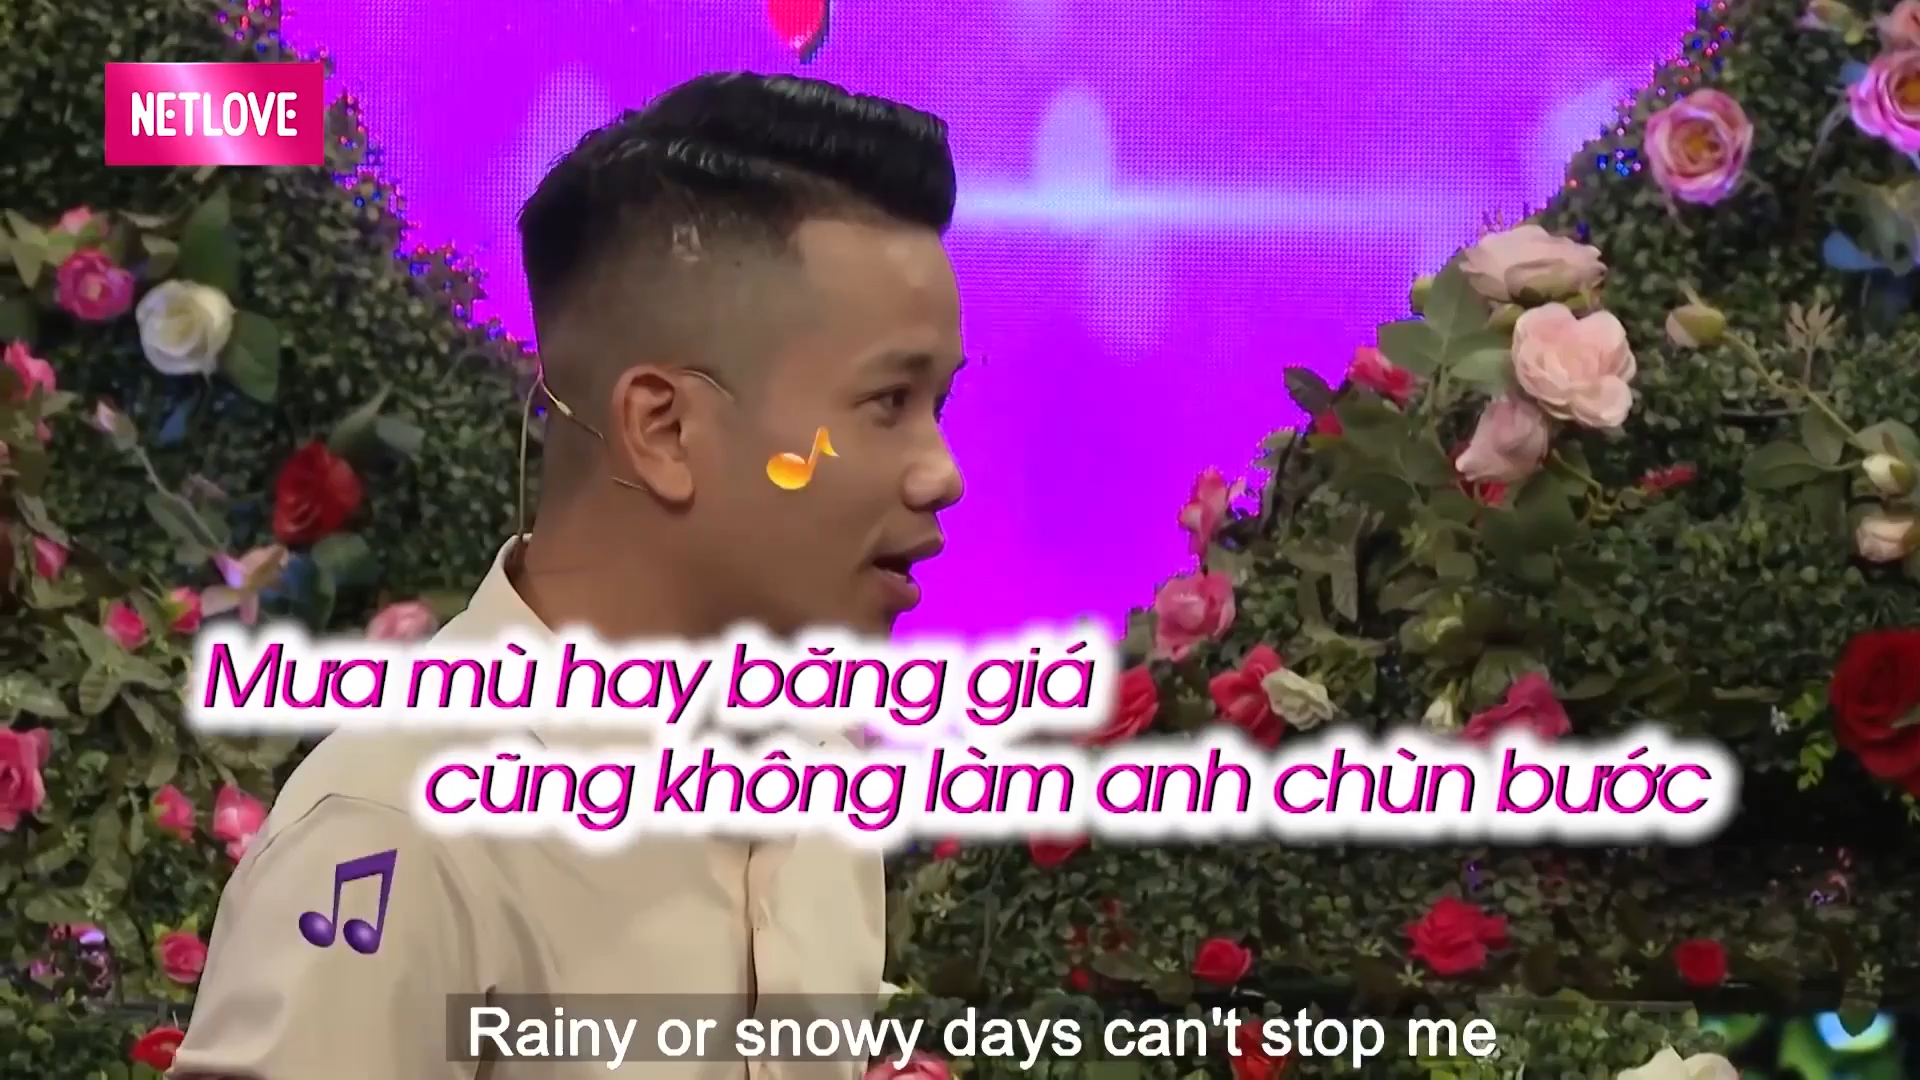 NETLOVE
Mưa mù hay băng giá
cũng không làm anh chùn bước
Rainy or snowy days can't stop me